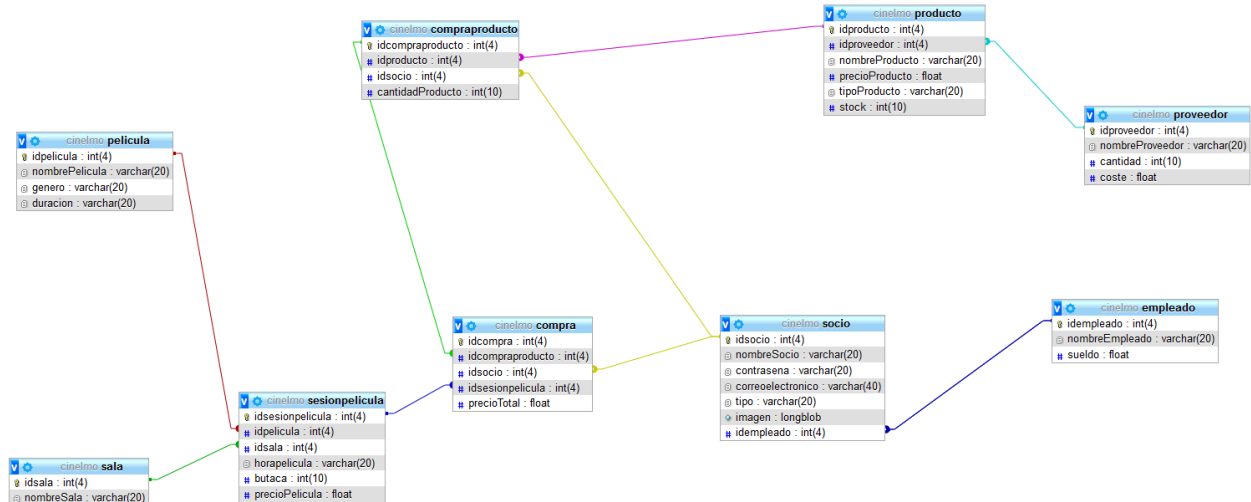 cinelmo compraproducto
idcompraproducto : int(4)
idproducto : int(4)
idsocio : int(4)
cantidadProducto : int(10)
cinelmo producto
idproducto : int(4)
idproveedor : int(4)
nombreProducto : varchar(20)
precioProducto : float
tipoProducto : varchar(20)
stock : int(10)
cinelmo proveedor
idproveedor : int(4)
nombreProveedor : varchar(20)
cantidad : int(10)
coste : float
cinelmo pelicula
idpelicula : int(4)
nombrePelicula : varchar(20)
genero : varchar(20)
duracion : varchar(20)
cinelmo compra
idcompra : int(4)
idcompraproducto : int(4)
idsocio : int(4)
idsesionpelicula : int(4)
precioTotal : float
cinelmo socio
idsocio : int(4)
nombreSocio : varchar(20)
contrasena : varchar(20)
correoelectronico : varchar(40)
tipo : varchar(20)
imagen : longblob
idempleado : int(4)
cinelmo empleado
idempleado : int(4)
nombreEmpleado : varchar(20)
sueldo : float
cinelmo sesionpelicula
idsesionpelicula : int(4)
idpelicula : int(4)
idsala : int(4)
horapelicula : varchar(20)
butaca : int(10)
precioPelicula : float
cinelmo sala
idsala : int(4)
nombreSala : varchar(20)